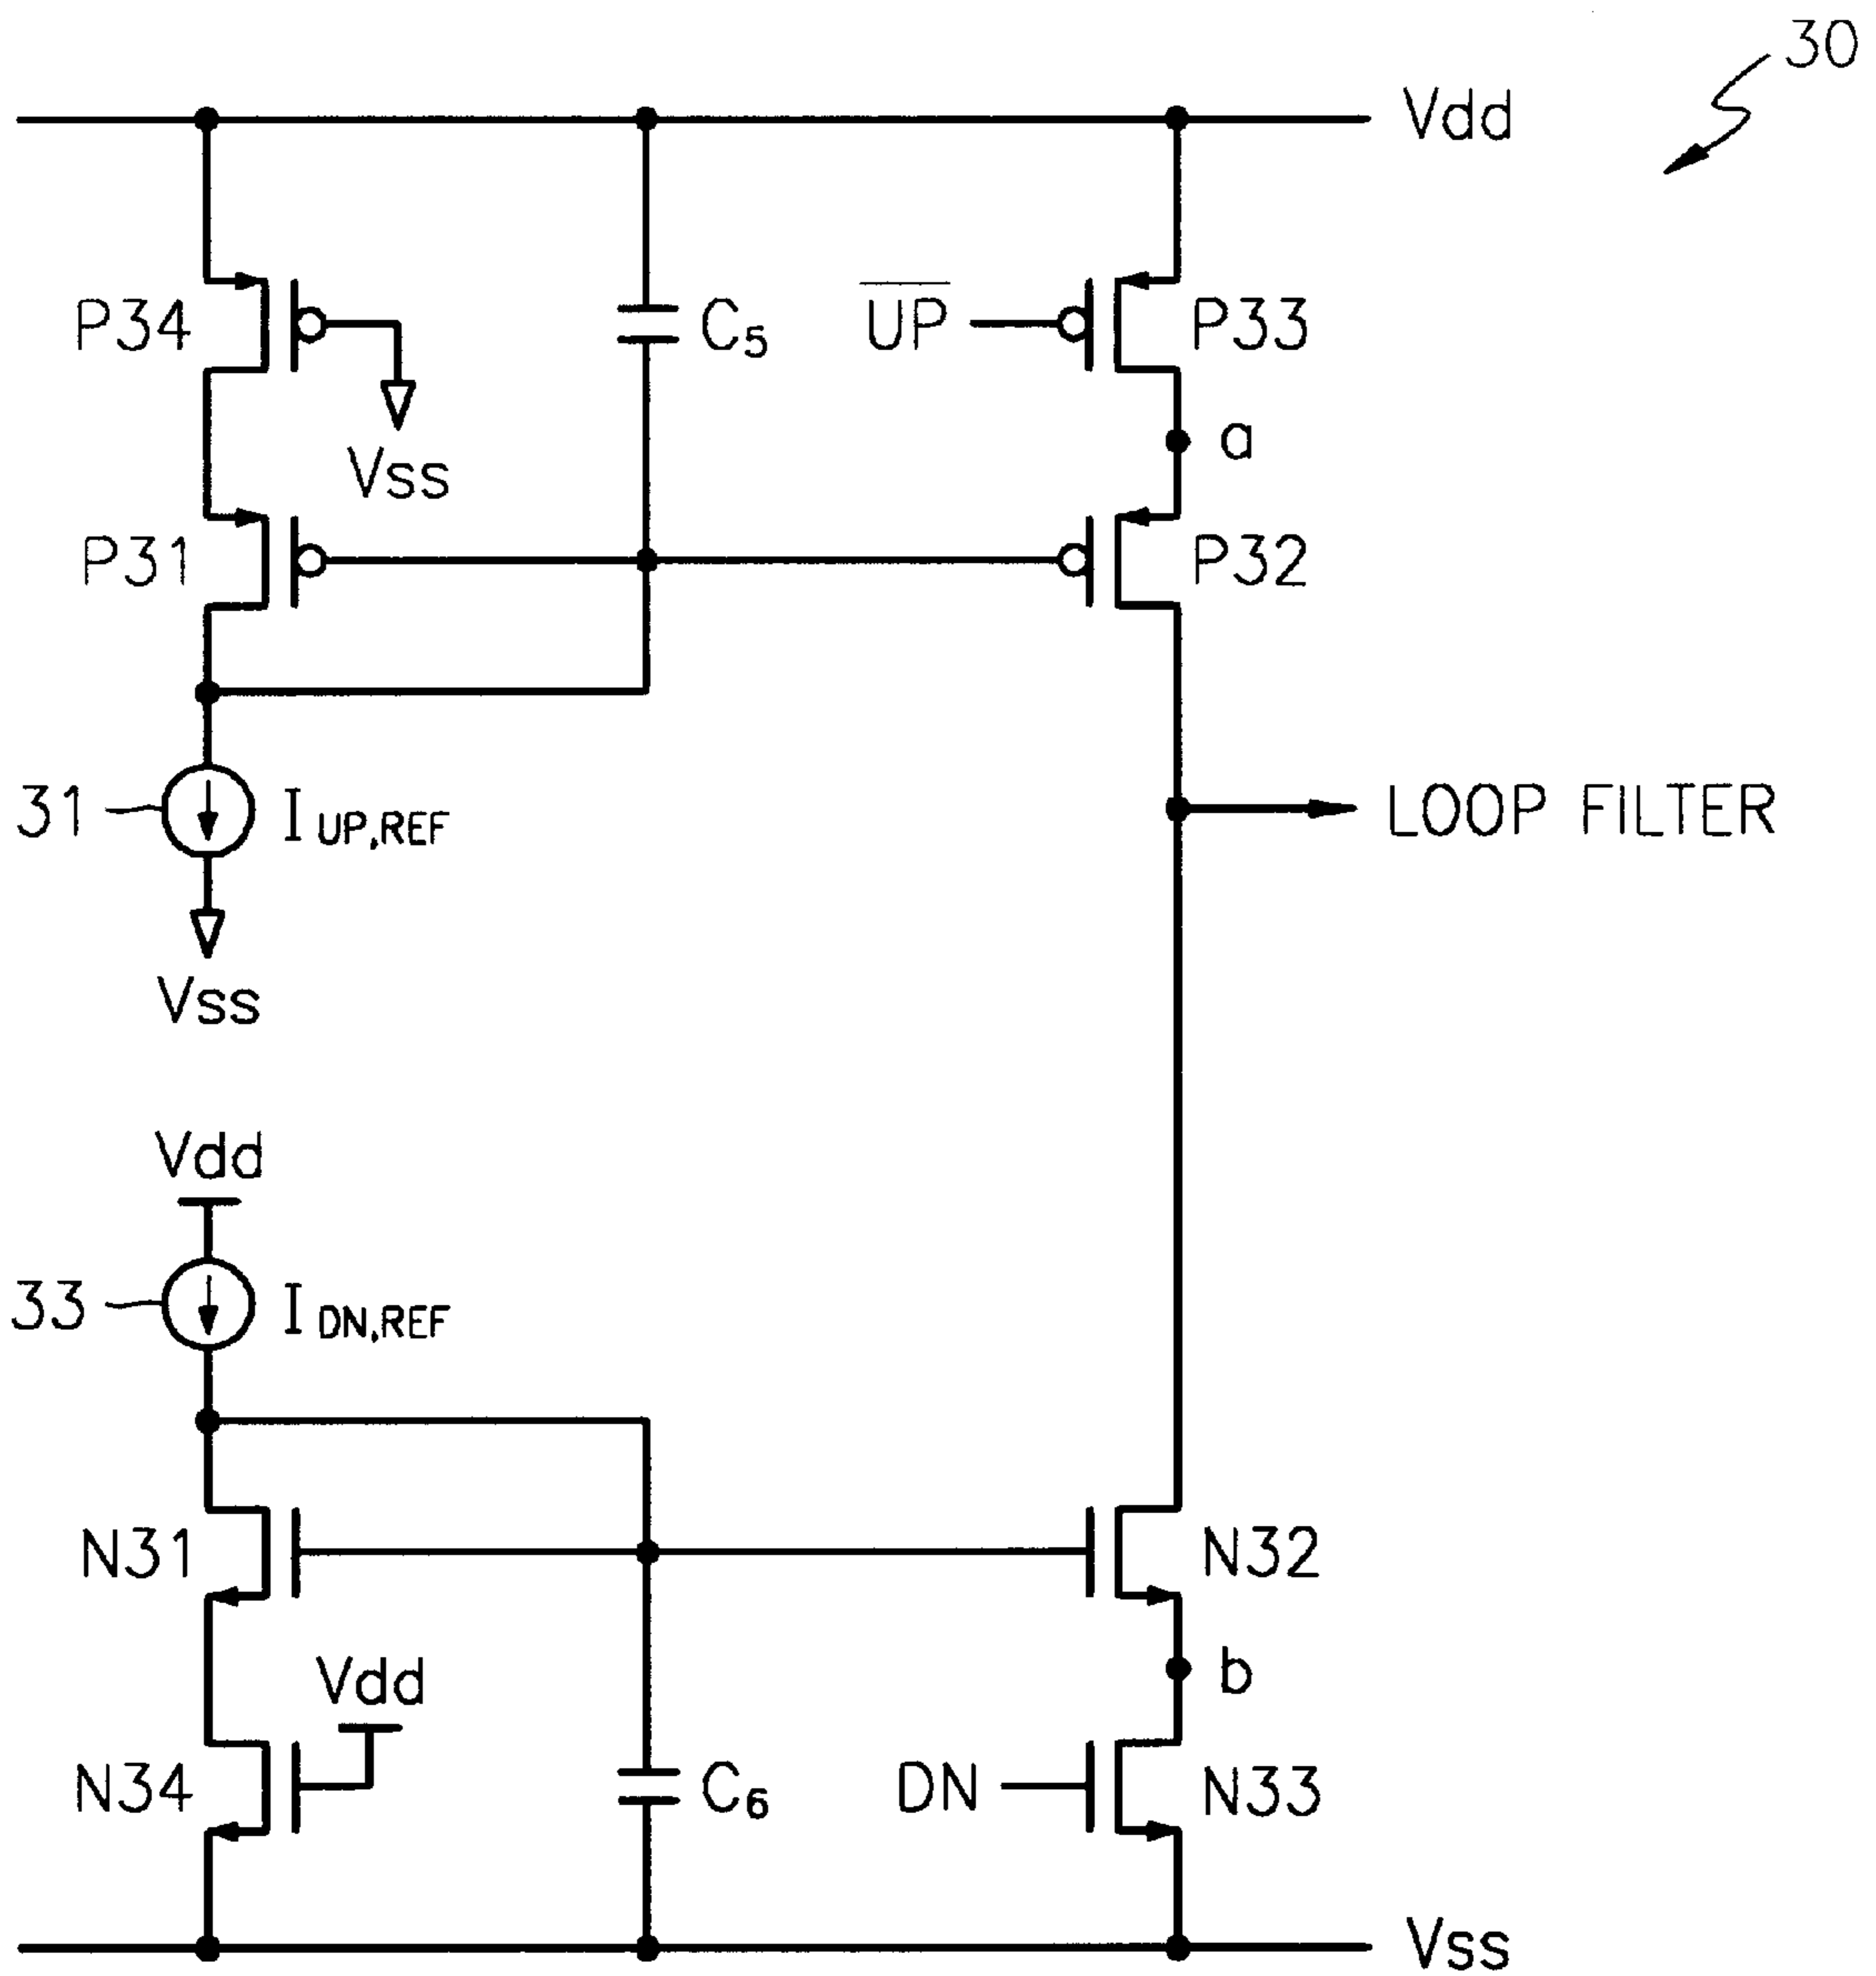 30
Vdd
P34
C5
UP
P33
Vss
a
P31
P32
31
I UP,REF
LOOP FILTER
Vss
Vdd
33
I DN,REF
N31
N32
Vdd
b
N34
C6
DN
N33
Vss